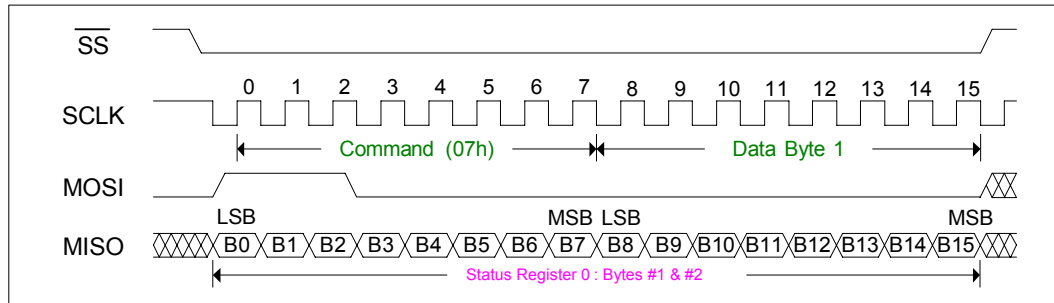 SS
0 1 2 3 4 5 6 7 8 9 10 11 12 13 14 15
SCLK
Command (07h) Data Byte 1
MOSI
LSB MSB LSB MSB
MISO B0 B1 B2 B3 B4 B5 B6 B7 B8 B9 B10 B11 B12 B13 B14 B15
Status Register 0 : Bytes #1 & #2